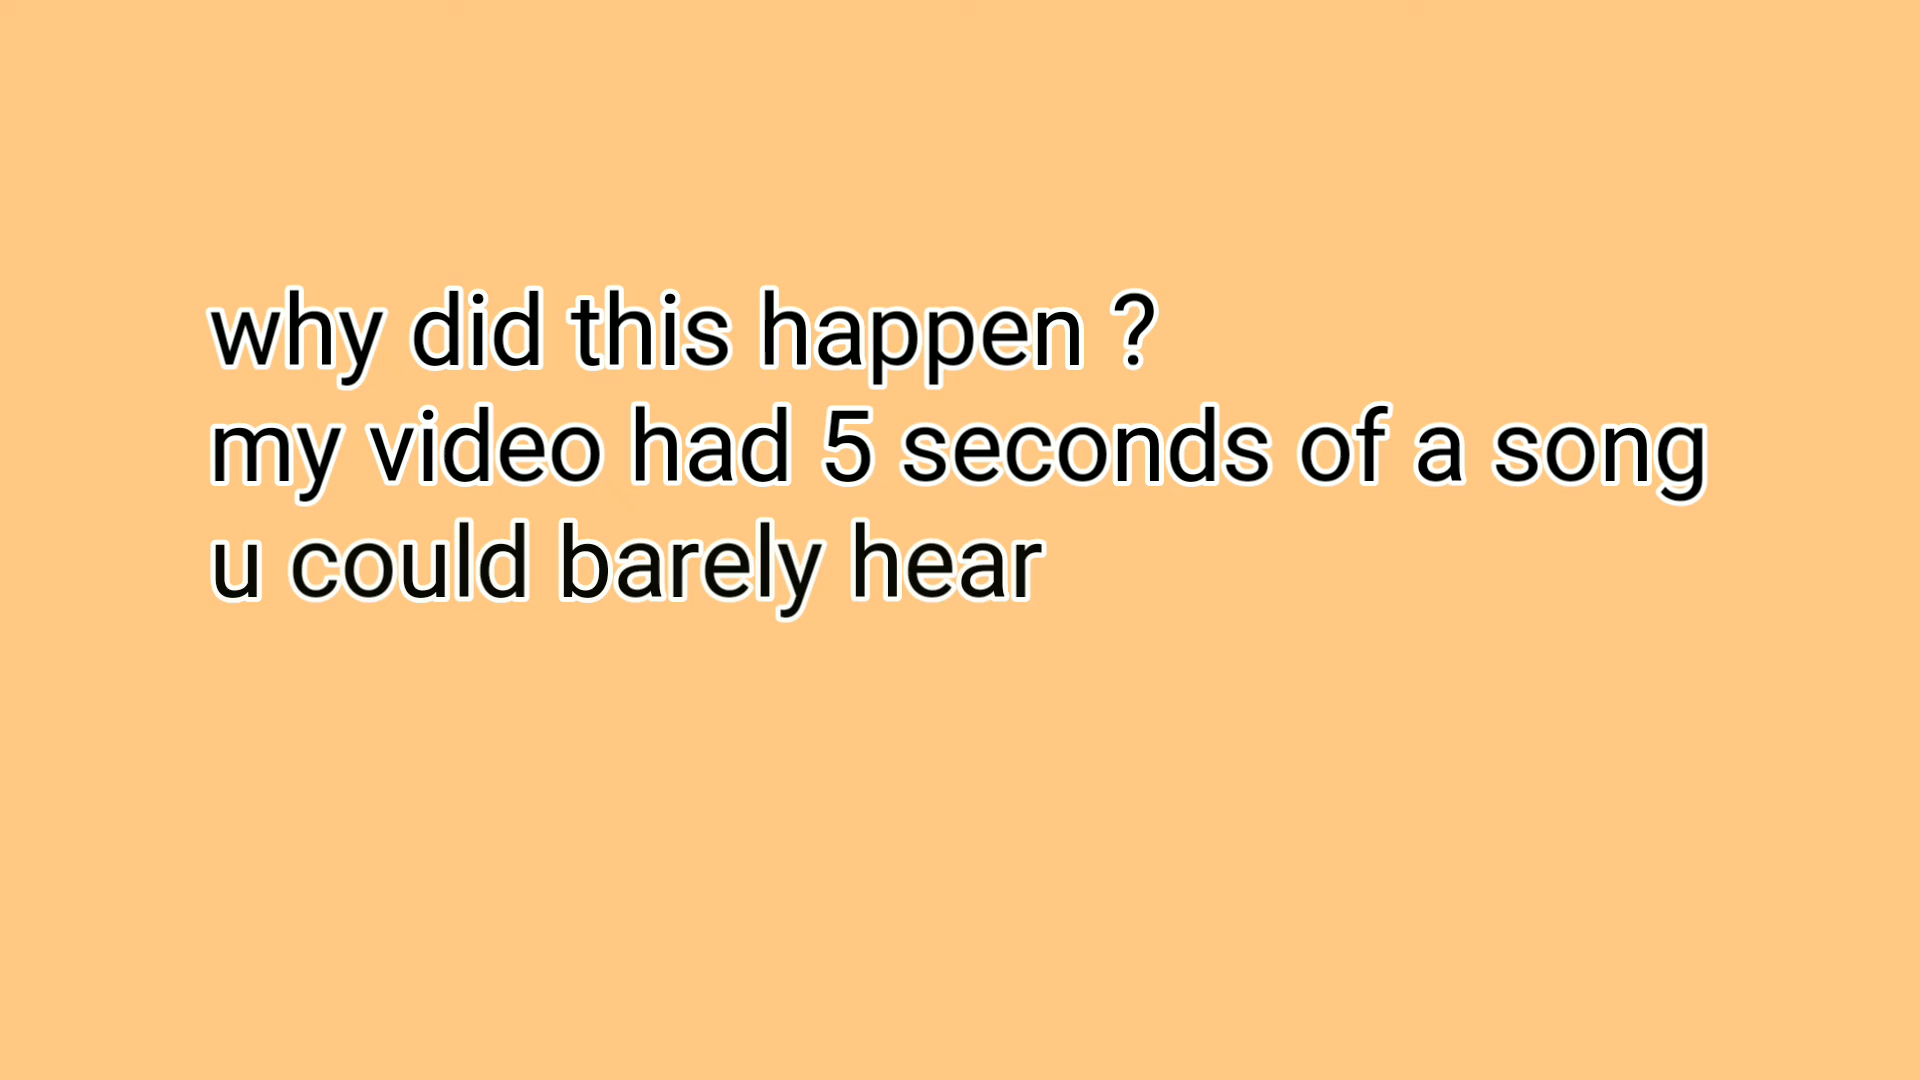 why did this happen ?
my video had 5 seconds of a song
u could barely hear